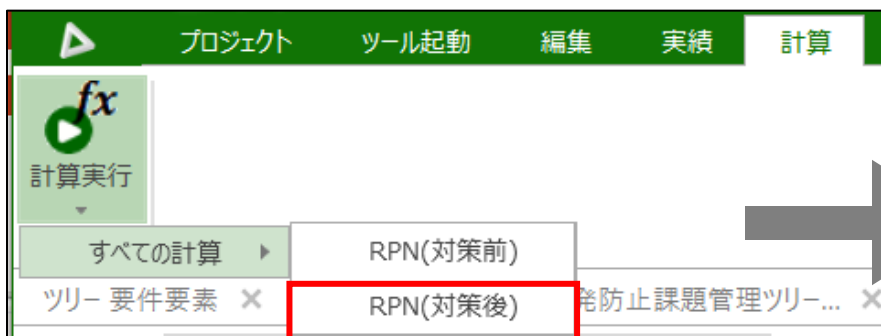 プロジェクト ツール起動 編集 実績 計算
fx
計算実行
すべての計算 RPN(対策前)
ツリー 要件要素 RPN(対策後) 発防止課題管理ツリー...